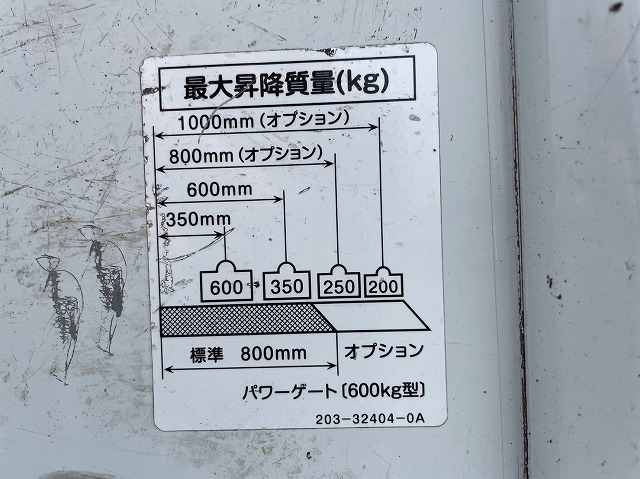 最大昇降質量(kg)
1000mm(オプション)
800mm(オプション)
600mm
350mm
600 350 250 200
標準 800mm オプション
パワーゲート〔600kg型〕
203-32404-0A